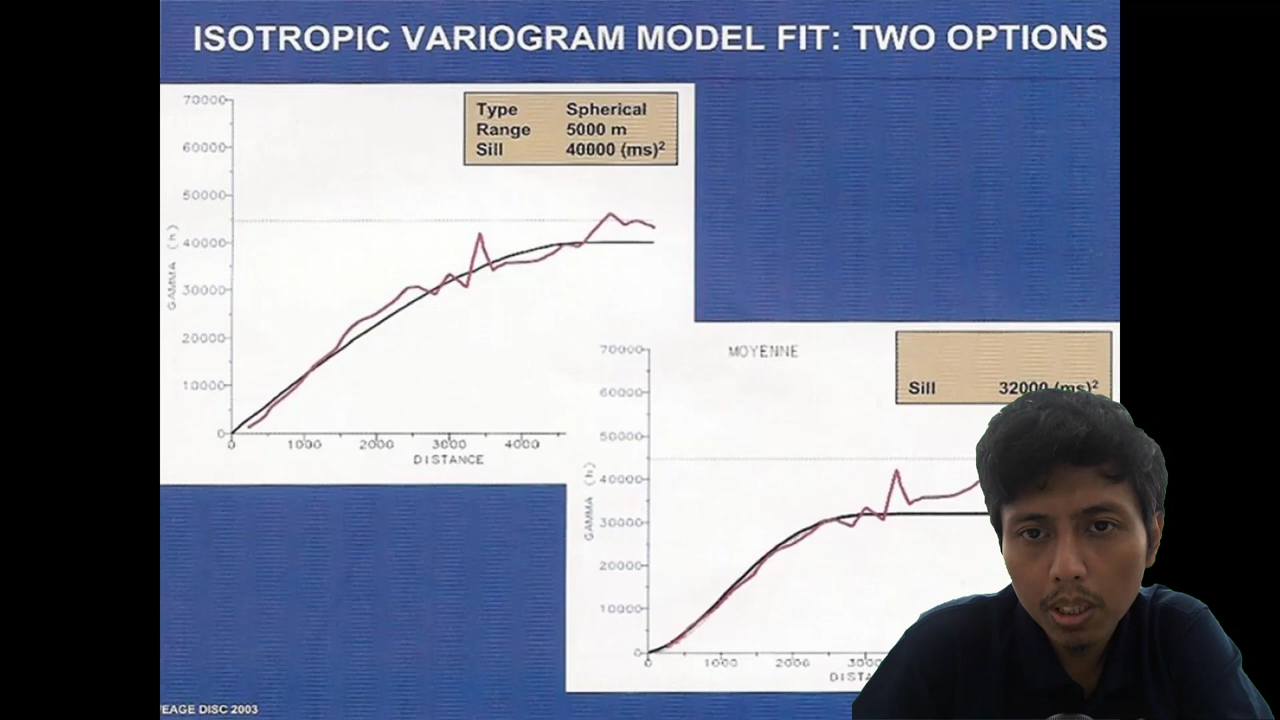 ISOTROPIC VARIOGRAM MODEL FIT: TWO OPTIONS
Type Spherical
Range 5000 m
Sill 40000 (ms)²
70000
60000
50000
40000
30000
20000
10000
0
GAMMA (h)
0 1000 2000 3000 4000
DISTANCE
MOYENNE
Sill 32000 (ms)²
70000
60000
50000
40000
30000
20000
10000
0
GAMMA (h)
0 1000 2000
EAGE DISC 2003